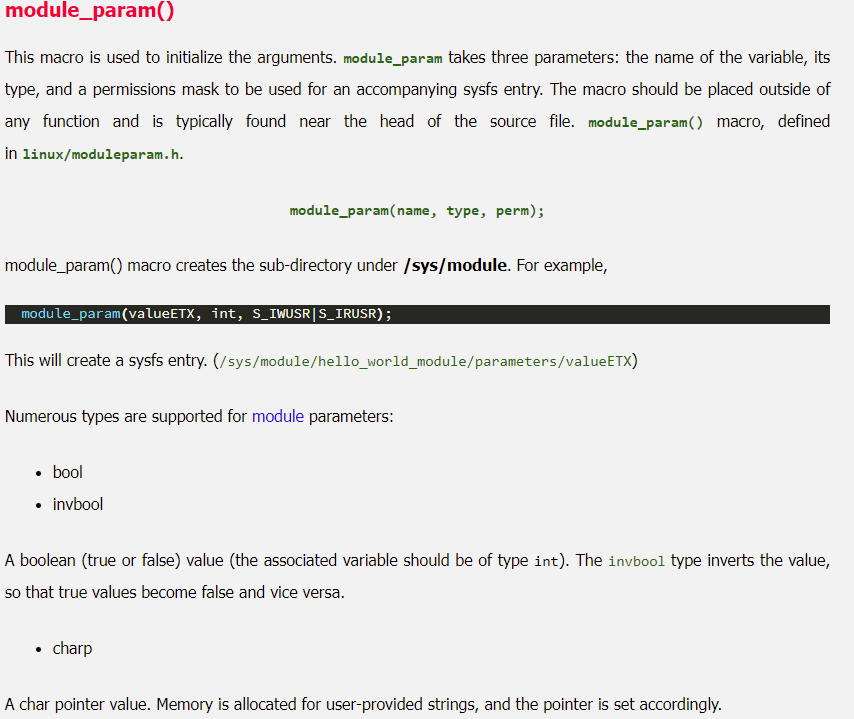 module_param()
This macro is used to initialize the arguments. module_param takes three parameters: the name of the variable, its
type, and a permissions mask to be used for an accompanying sysfs entry. The macro should be placed outside of
any function and is typically found near the head of the source file. module_param() macro, defined
in linux/moduleparam.h.
module_param(name, type, perm);
module_param() macro creates the sub-directory under /sys/module. For example,
module_param(valueETX, int, S_IWUSR|S_IRUSR);
This will create a sysfs entry. (/sys/module/hello_world_module/parameters/valueETX)
Numerous types are supported for module parameters:
• bool
• invbool
A boolean (true or false) value (the associated variable should be of type int). The invbool type inverts the value,
so that true values become false and vice versa.
• charp
A char pointer value. Memory is allocated for user-provided strings, and the pointer is set accordingly.